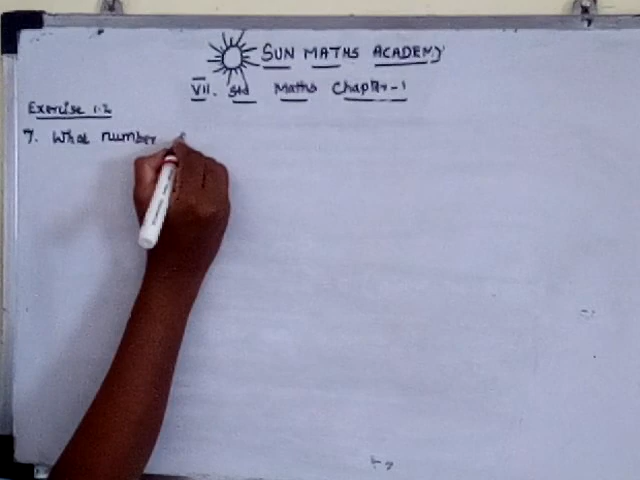 SUN MATHS ACADEMY
VII. Std Maths Chapter-1
Exercise 1.2
7. What number